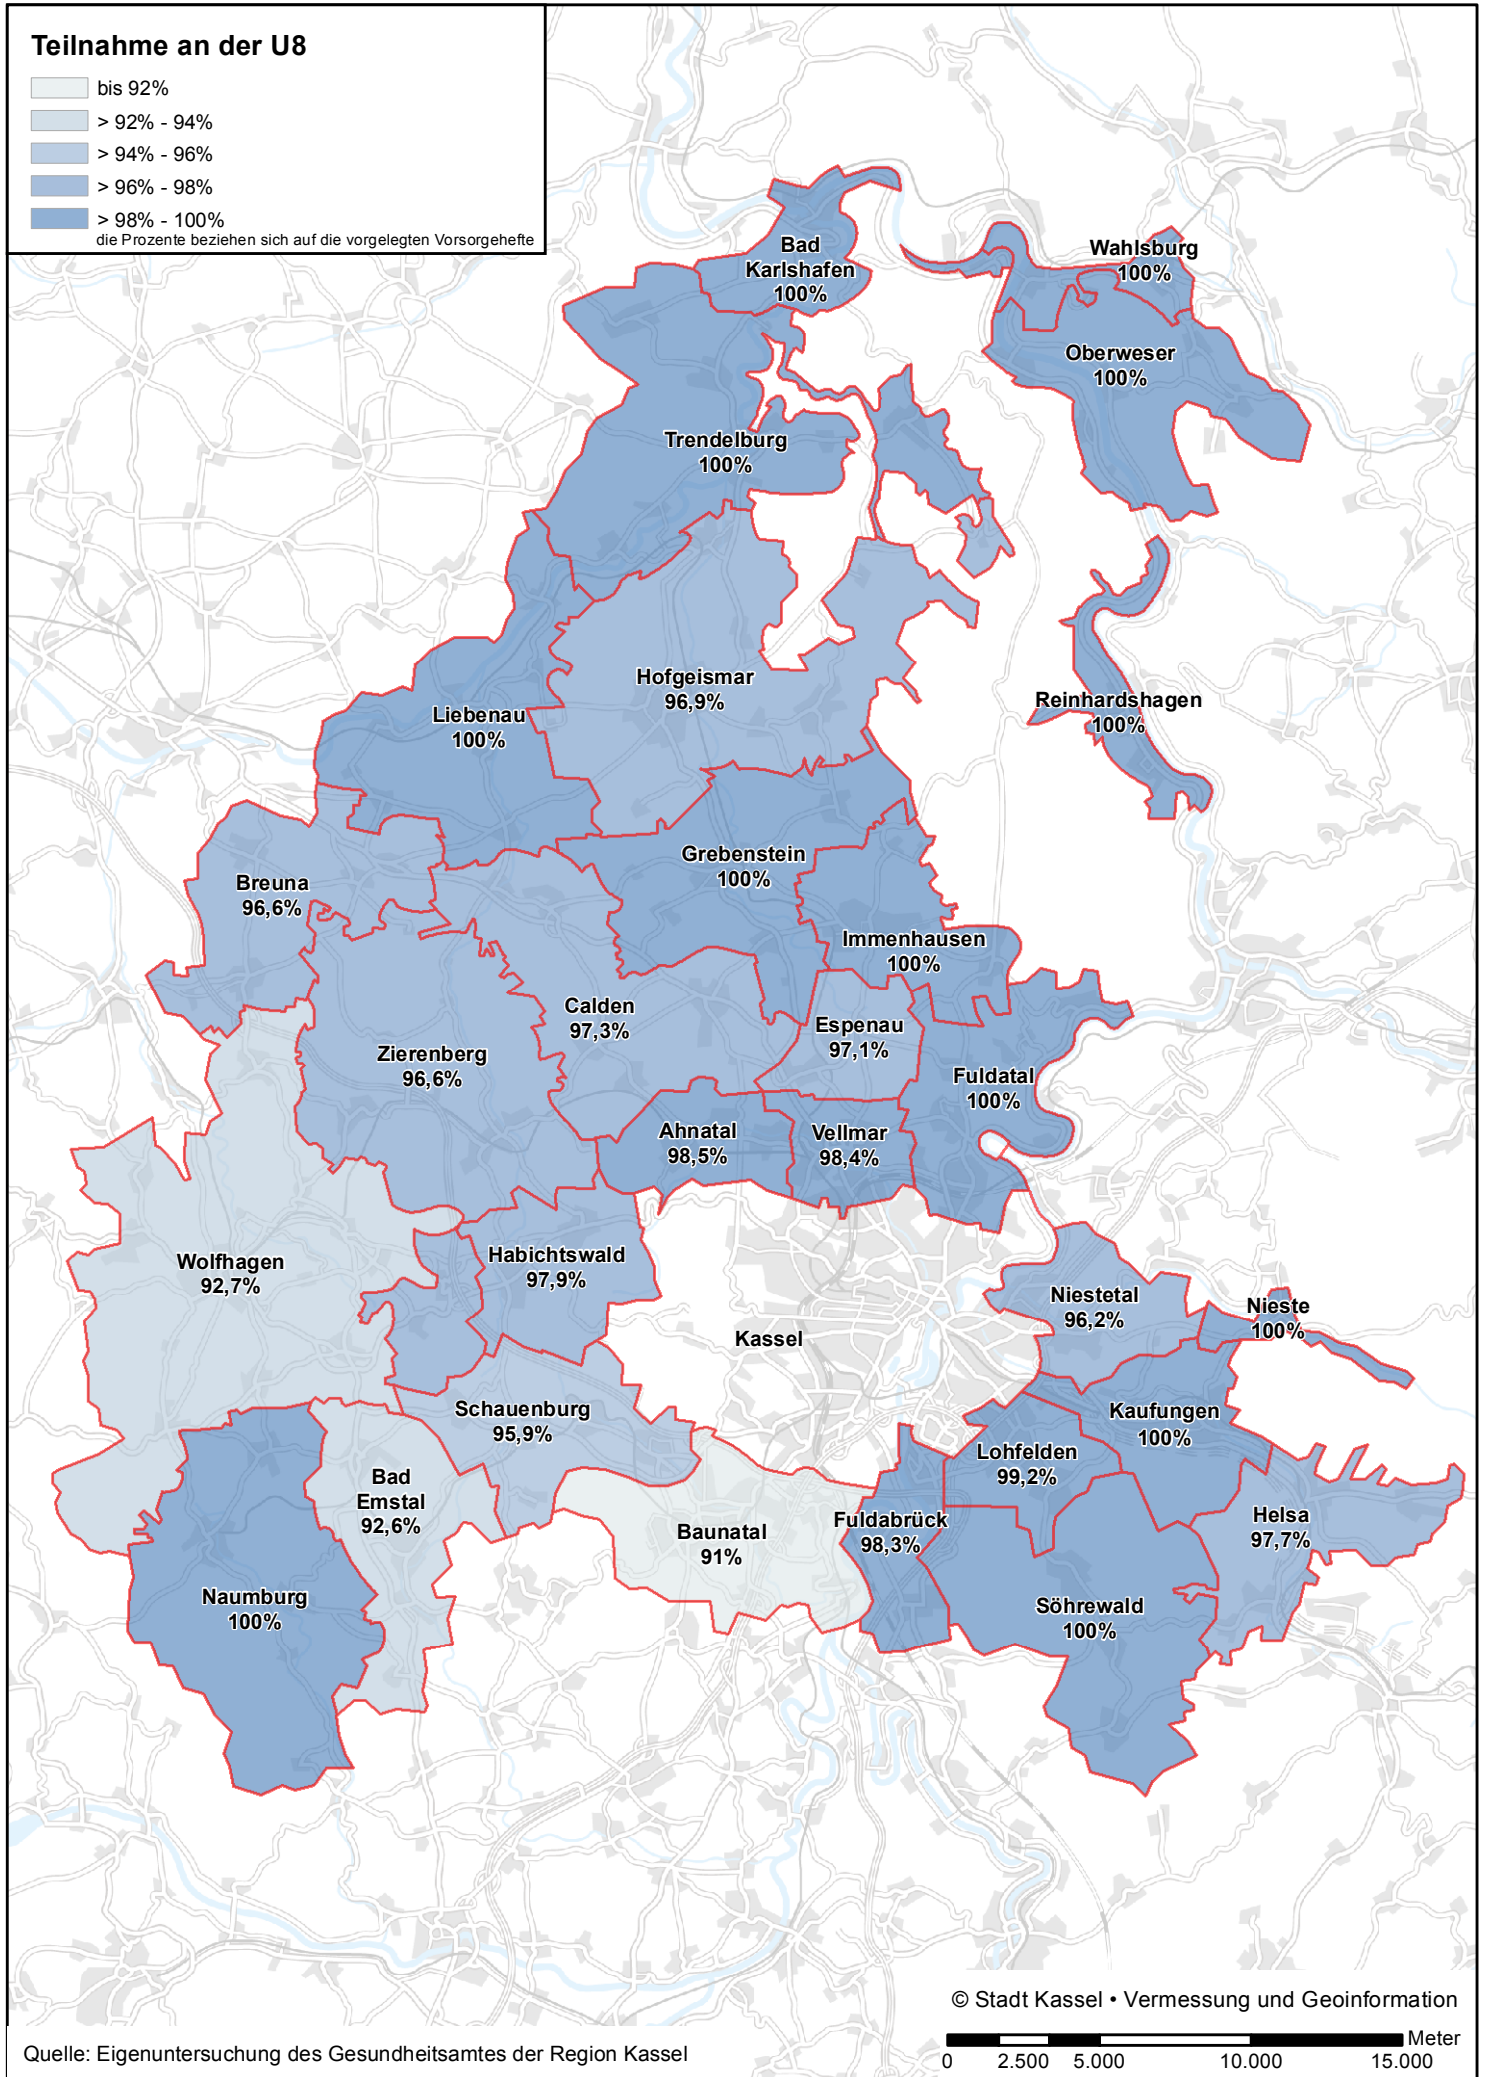 Teilnahme an der U8
bis 92%
> 92% - 94%
> 94% - 96%
> 96% - 98%
> 98% - 100%
die Prozente beziehen sich auf die vorgelegten Vorsorgehefte
Bad
Karlshafen
100%
Wahlsburg
100%
Oberweser
100%
Trendelburg
100%
Hofgeismar
96,9%
Reinhardshagen
100%
Liebenau
100%
Grebenstein
100%
Breuna
96,6%
Immenhausen
100%
Calden
97,3%
Espenau
97,1%
Zierenberg
96,6%
Fuldatal
100%
Ahnatal
98,5%
Vellmar
98,4%
Wolfhagen
92,7%
Habichtswald
97,9%
Niestetal
96,2%
Nieste
100%
Kassel
Schauenburg
95,9%
Kaufungen
100%
Lohfelden
99,2%
Bad
Emstal
92,6%
Baunatal
91%
Fuldabrück
98,3%
Helsa
97,7%
Naumburg
100%
Söhrewald
100%
© Stadt Kassel • Vermessung und Geoinformation
Quelle: Eigenuntersuchung des Gesundheitsamtes der Region Kassel
Meter
0 2.500 5.000 10.000 15.000